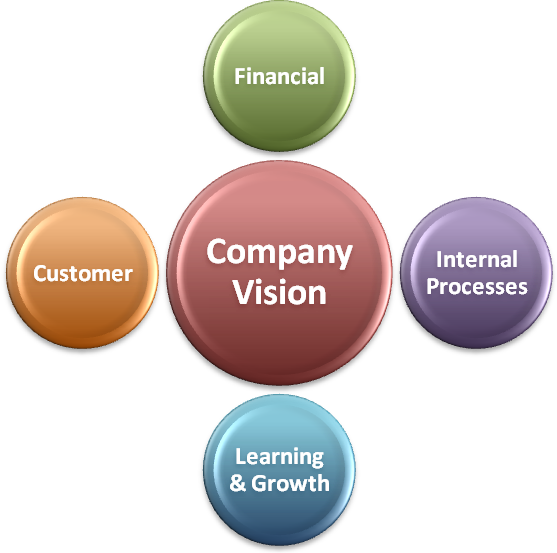 Financial
Customer
Company
Vision
Internal
Processes
Learning
& Growth